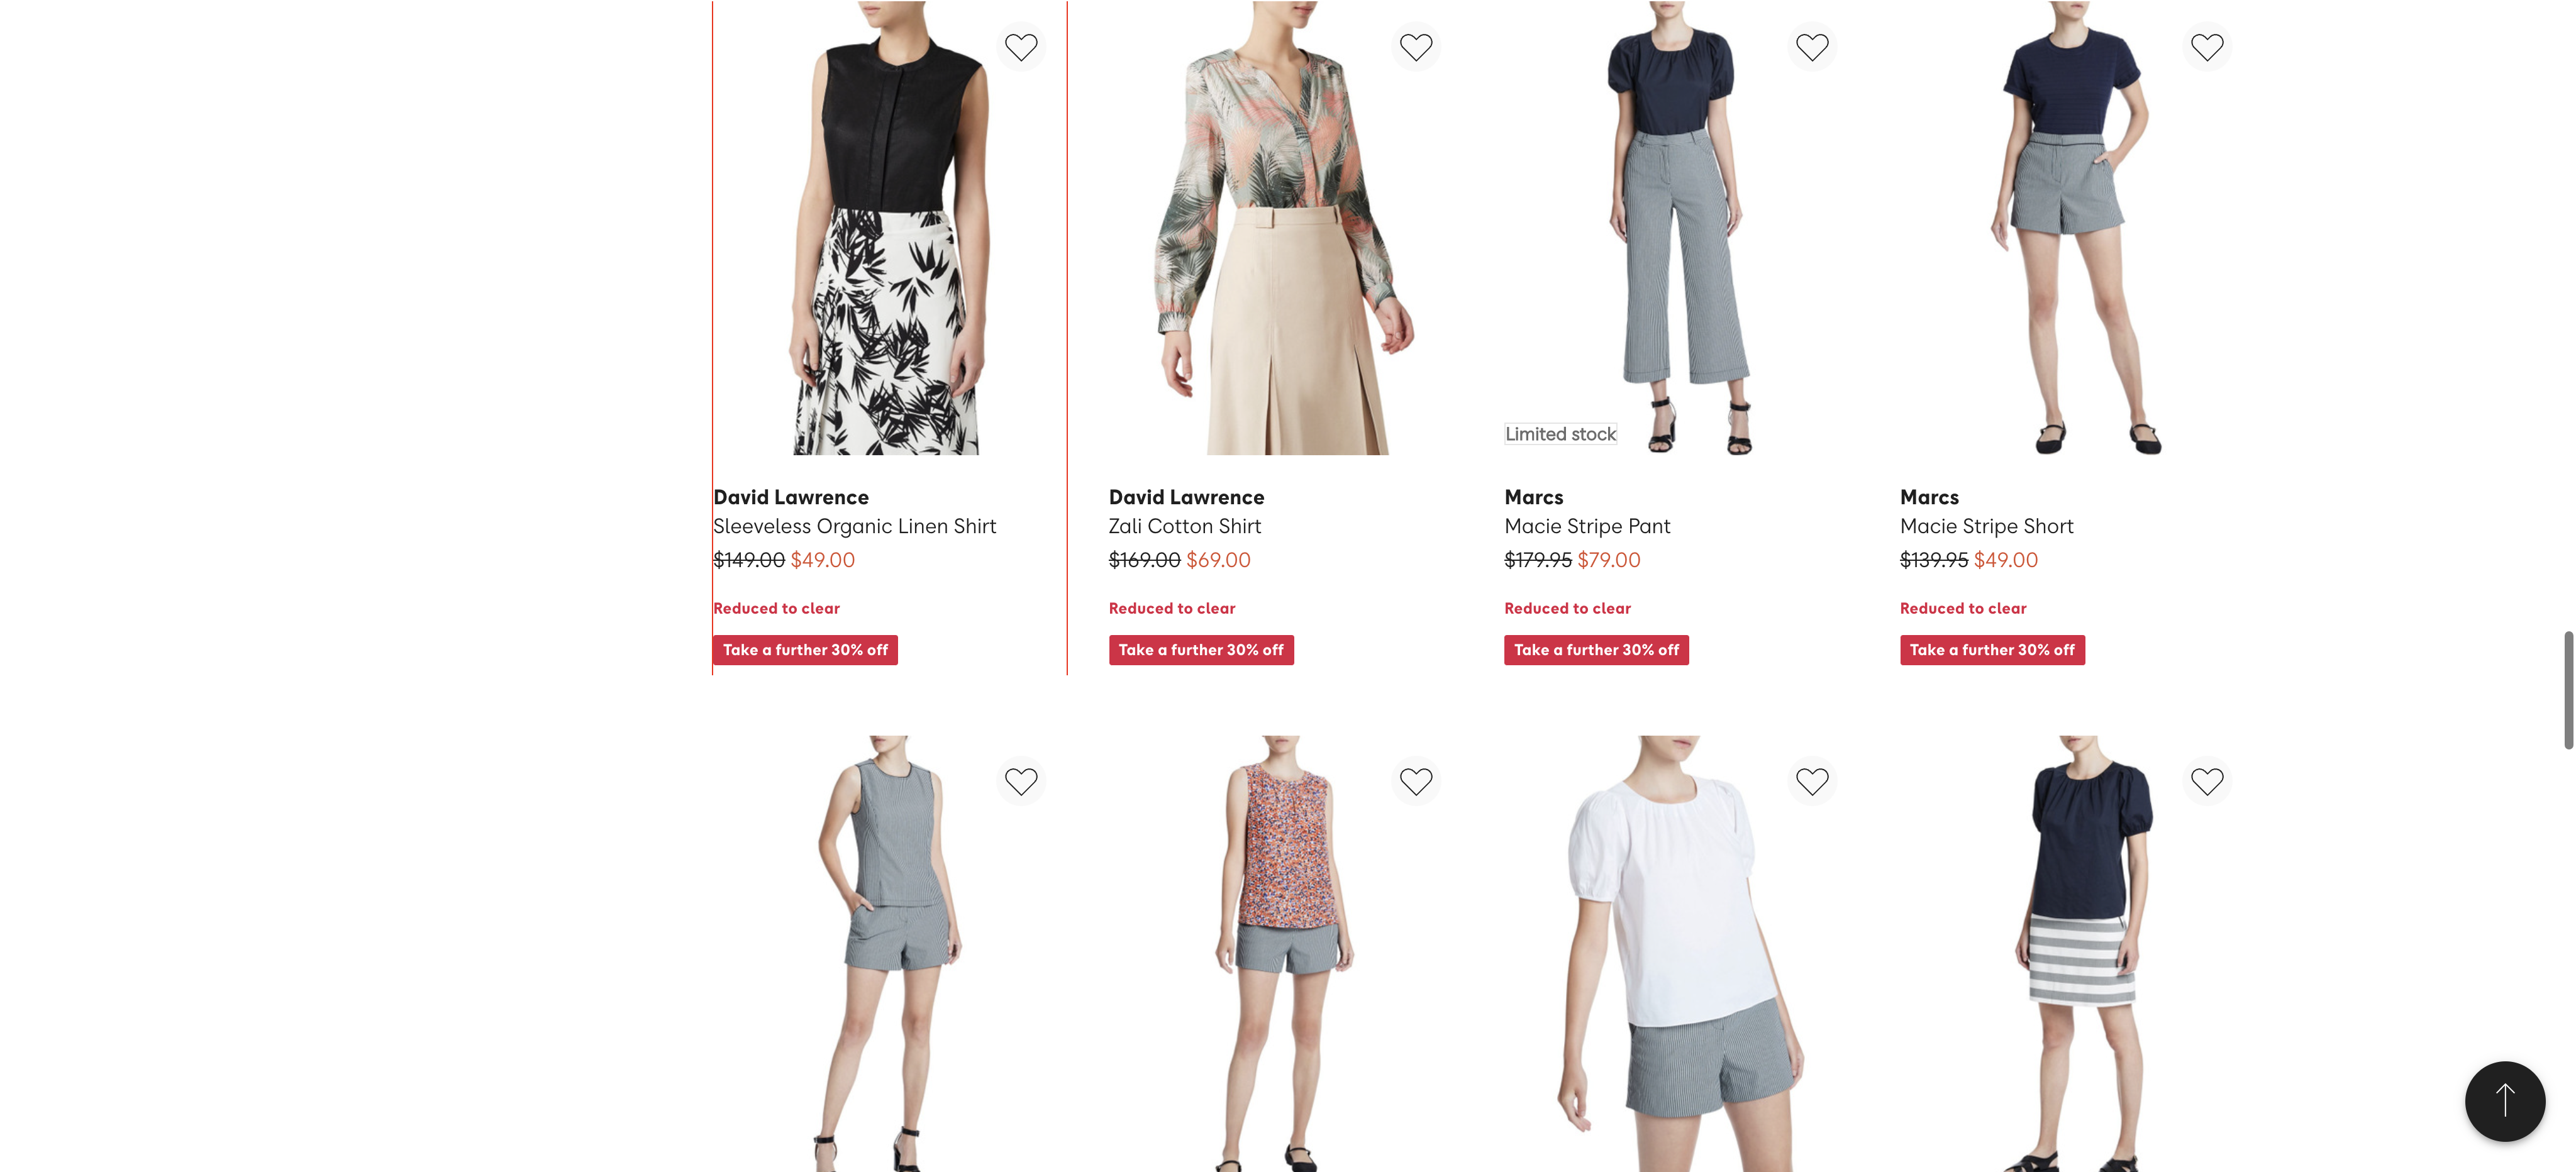 Limited stock
David Lawrence
Sleeveless Organic Linen Shirt
$149.00 $49.00
Reduced to clear
Take a further 30% off
David Lawrence
Zali Cotton Shirt
$169.00 $69.00
Reduced to clear
Take a further 30% off
Marcs
Macie Stripe Pant
$179.95 $79.00
Reduced to clear
Take a further 30% off
Marcs
Macie Stripe Short
$139.95 $49.00
Reduced to clear
Take a further 30% off